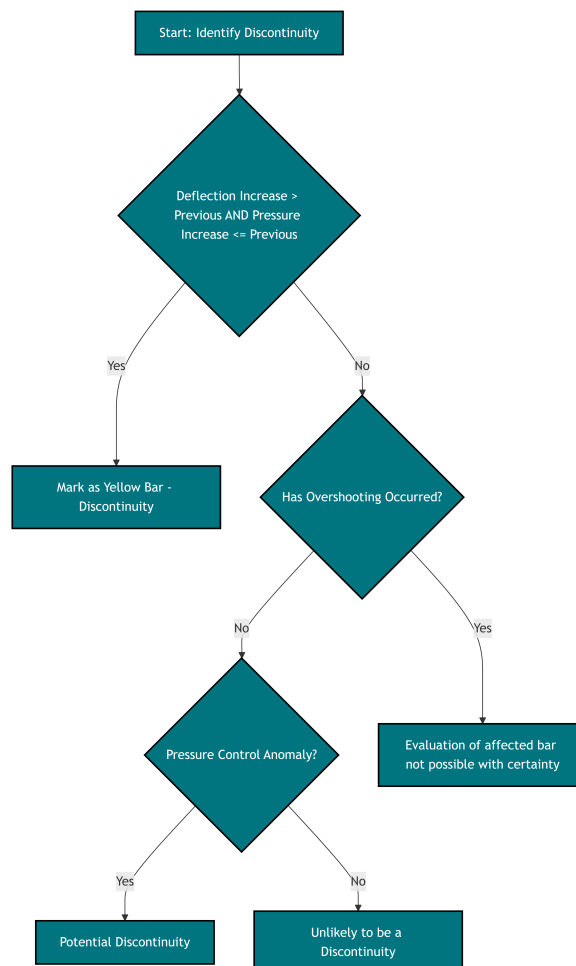 Start: Identify Discontinuity
Deflection Increase >
Previous AND Pressure
Increase <= Previous
Yes
No
Mark as Yellow Bar -
Discontinuity
Has Overshooting Occurred?
No
Yes
Pressure Control Anomaly?
Evaluation of affected bar
not possible with certainty
Yes
No
Potential Discontinuity
Unlikely to be a
Discontinuity